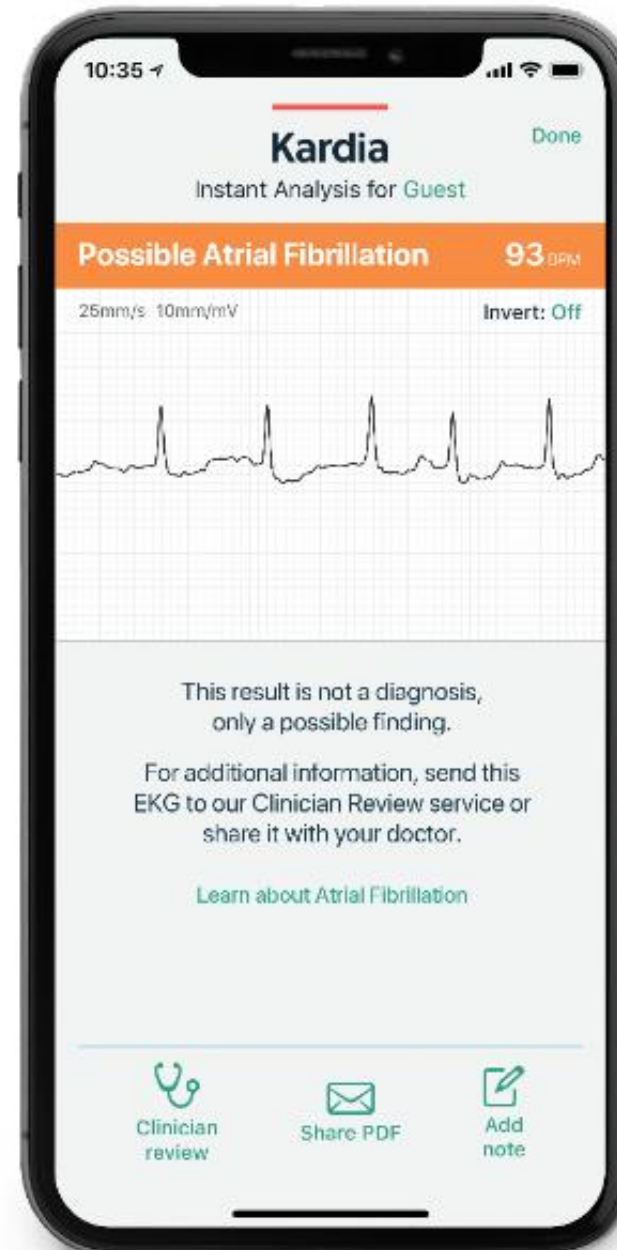 10:35
Kardia
Done
Instant Analysis for Guest
Possible Atrial Fibrillation 93 BPM
25mm/s 10mm/mV Invert: Off
This result is not a diagnosis,
only a possible finding.
For additional information, send this
EKG to our Clinician Review service or
share it with your doctor.
Learn about Atrial Fibrillation
Clinician
review
Share PDF
Add
note